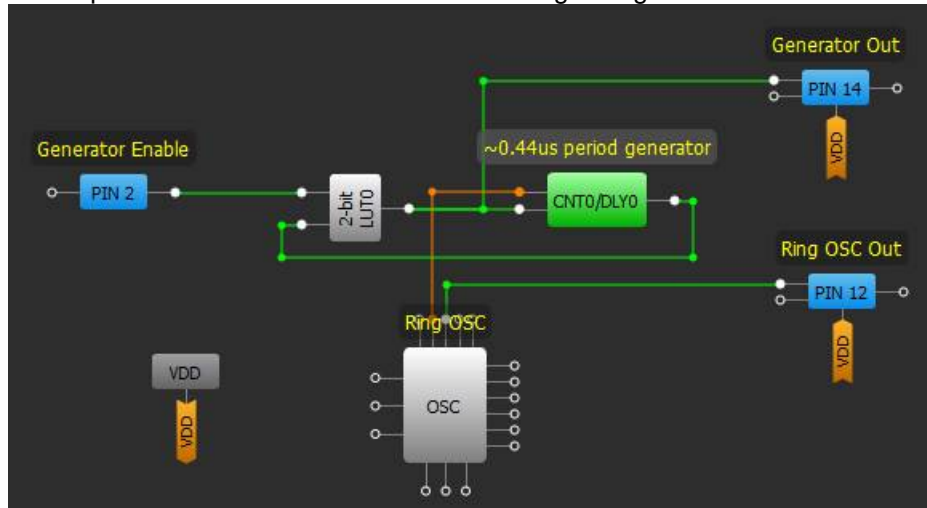 Generator Out
PIN 14
VDD
Generator Enable
PIN 2
2-bit
LUT0
~0.44us period generator
CNT0/DLY0
Ring OSC Out
PIN 12
VDD
Ring OSC
OSC
VDD
VDD